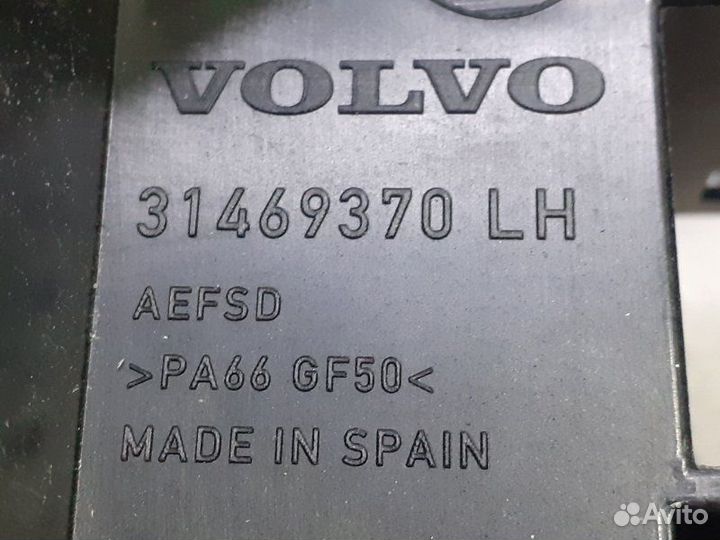 VOLVO
31469370 LH
AEFSD
>PA66 GF50<
MADE IN SPAIN
Avito